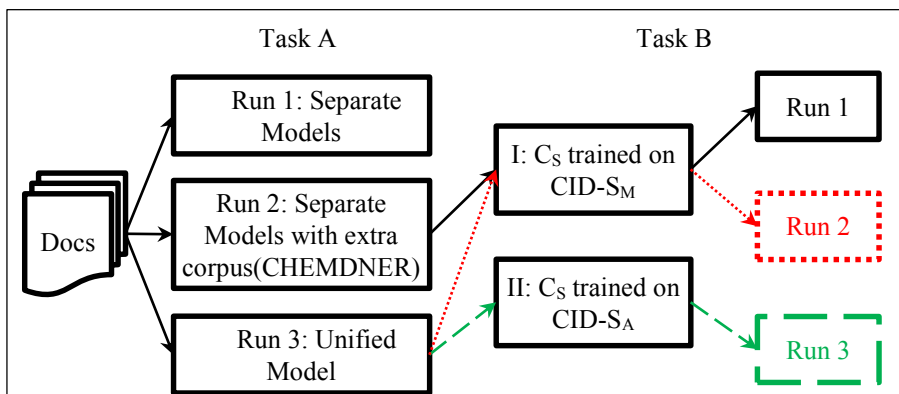 Task A
Task B
Run 1: Separate
Models
Run 1
I: CS trained on
CID-SM
Run 2: Separate
Models with extra
corpus(CHEMDNER)
Docs
Run 2
II: CS trained on
CID-SA
Run 3: Unified
Model
Run 3